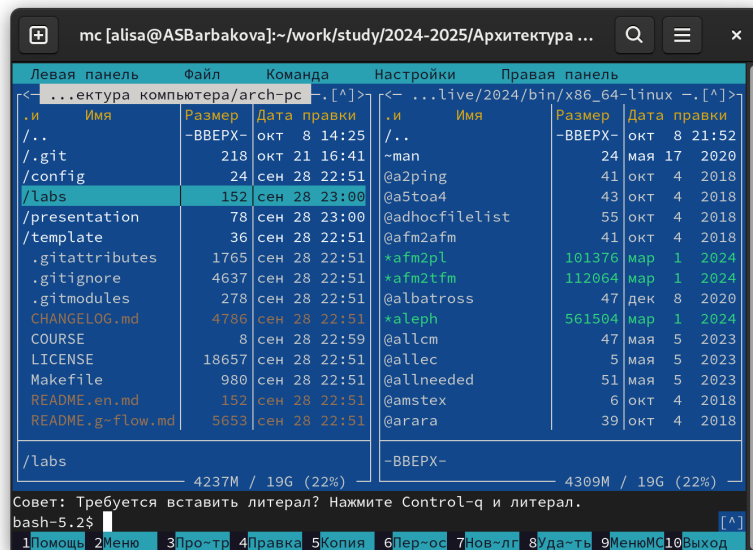 mc [alisa@ASBarbakova]:~/work/study/2024-2025/Архитектура ...
Левая панель Файл Команда Настройки Правая панель
<— ...ектура компьютера/arch-pc —.[^]> <— ...live/2024/bin/x86_64-linux —.[^]>
.и Имя Размер Дата правки .и Имя Размер Дата правки
/.. -ВВЕРХ- окт 8 14:25 /.. -ВВЕРХ- окт 8 21:52
/.git 218 окт 21 16:41 ~man 24 мая 17 2020
/config 24 сен 28 22:51 @a2ping 41 окт 4 2018
/labs 152 сен 28 23:00 @a5toa4 43 окт 4 2018
/presentation 78 сен 28 23:00 @adhocfilelist 55 окт 4 2018
/template 36 сен 28 22:51 @afm2afm 41 окт 4 2018
.gitattributes 1765 сен 28 22:51 *afm2pl 101376 мар 1 2024
.gitignore 4637 сен 28 22:51 *afm2tfm 112064 мар 1 2024
.gitmodules 278 сен 28 22:51 @albatross 47 дек 8 2020
CHANGELOG.md 4786 сен 28 22:51 *aleph 561504 мар 1 2024
COURSE 8 сен 28 22:59 @allcm 47 мая 5 2023
LICENSE 18657 сен 28 22:51 @allec 5 мая 5 2023
Makefile 980 сен 28 22:51 @allneeded 51 мая 5 2023
README.en.md 152 сен 28 22:51 @amstex 6 окт 4 2018
README.g~flow.md 5653 сен 28 22:51 @arara 39 окт 4 2018
/labs -ВВЕРХ-
4237M / 19G (22%) 4309M / 19G (22%)
Совет: Требуется вставить литерал? Нажмите Control-q и литерал.
bash-5.2$ [^]
1Помощь 2Меню 3Про~тр 4Правка 5Копия 6Пер~ос 7Нов~лг 8Уда~ть 9МенюMC 10Выход